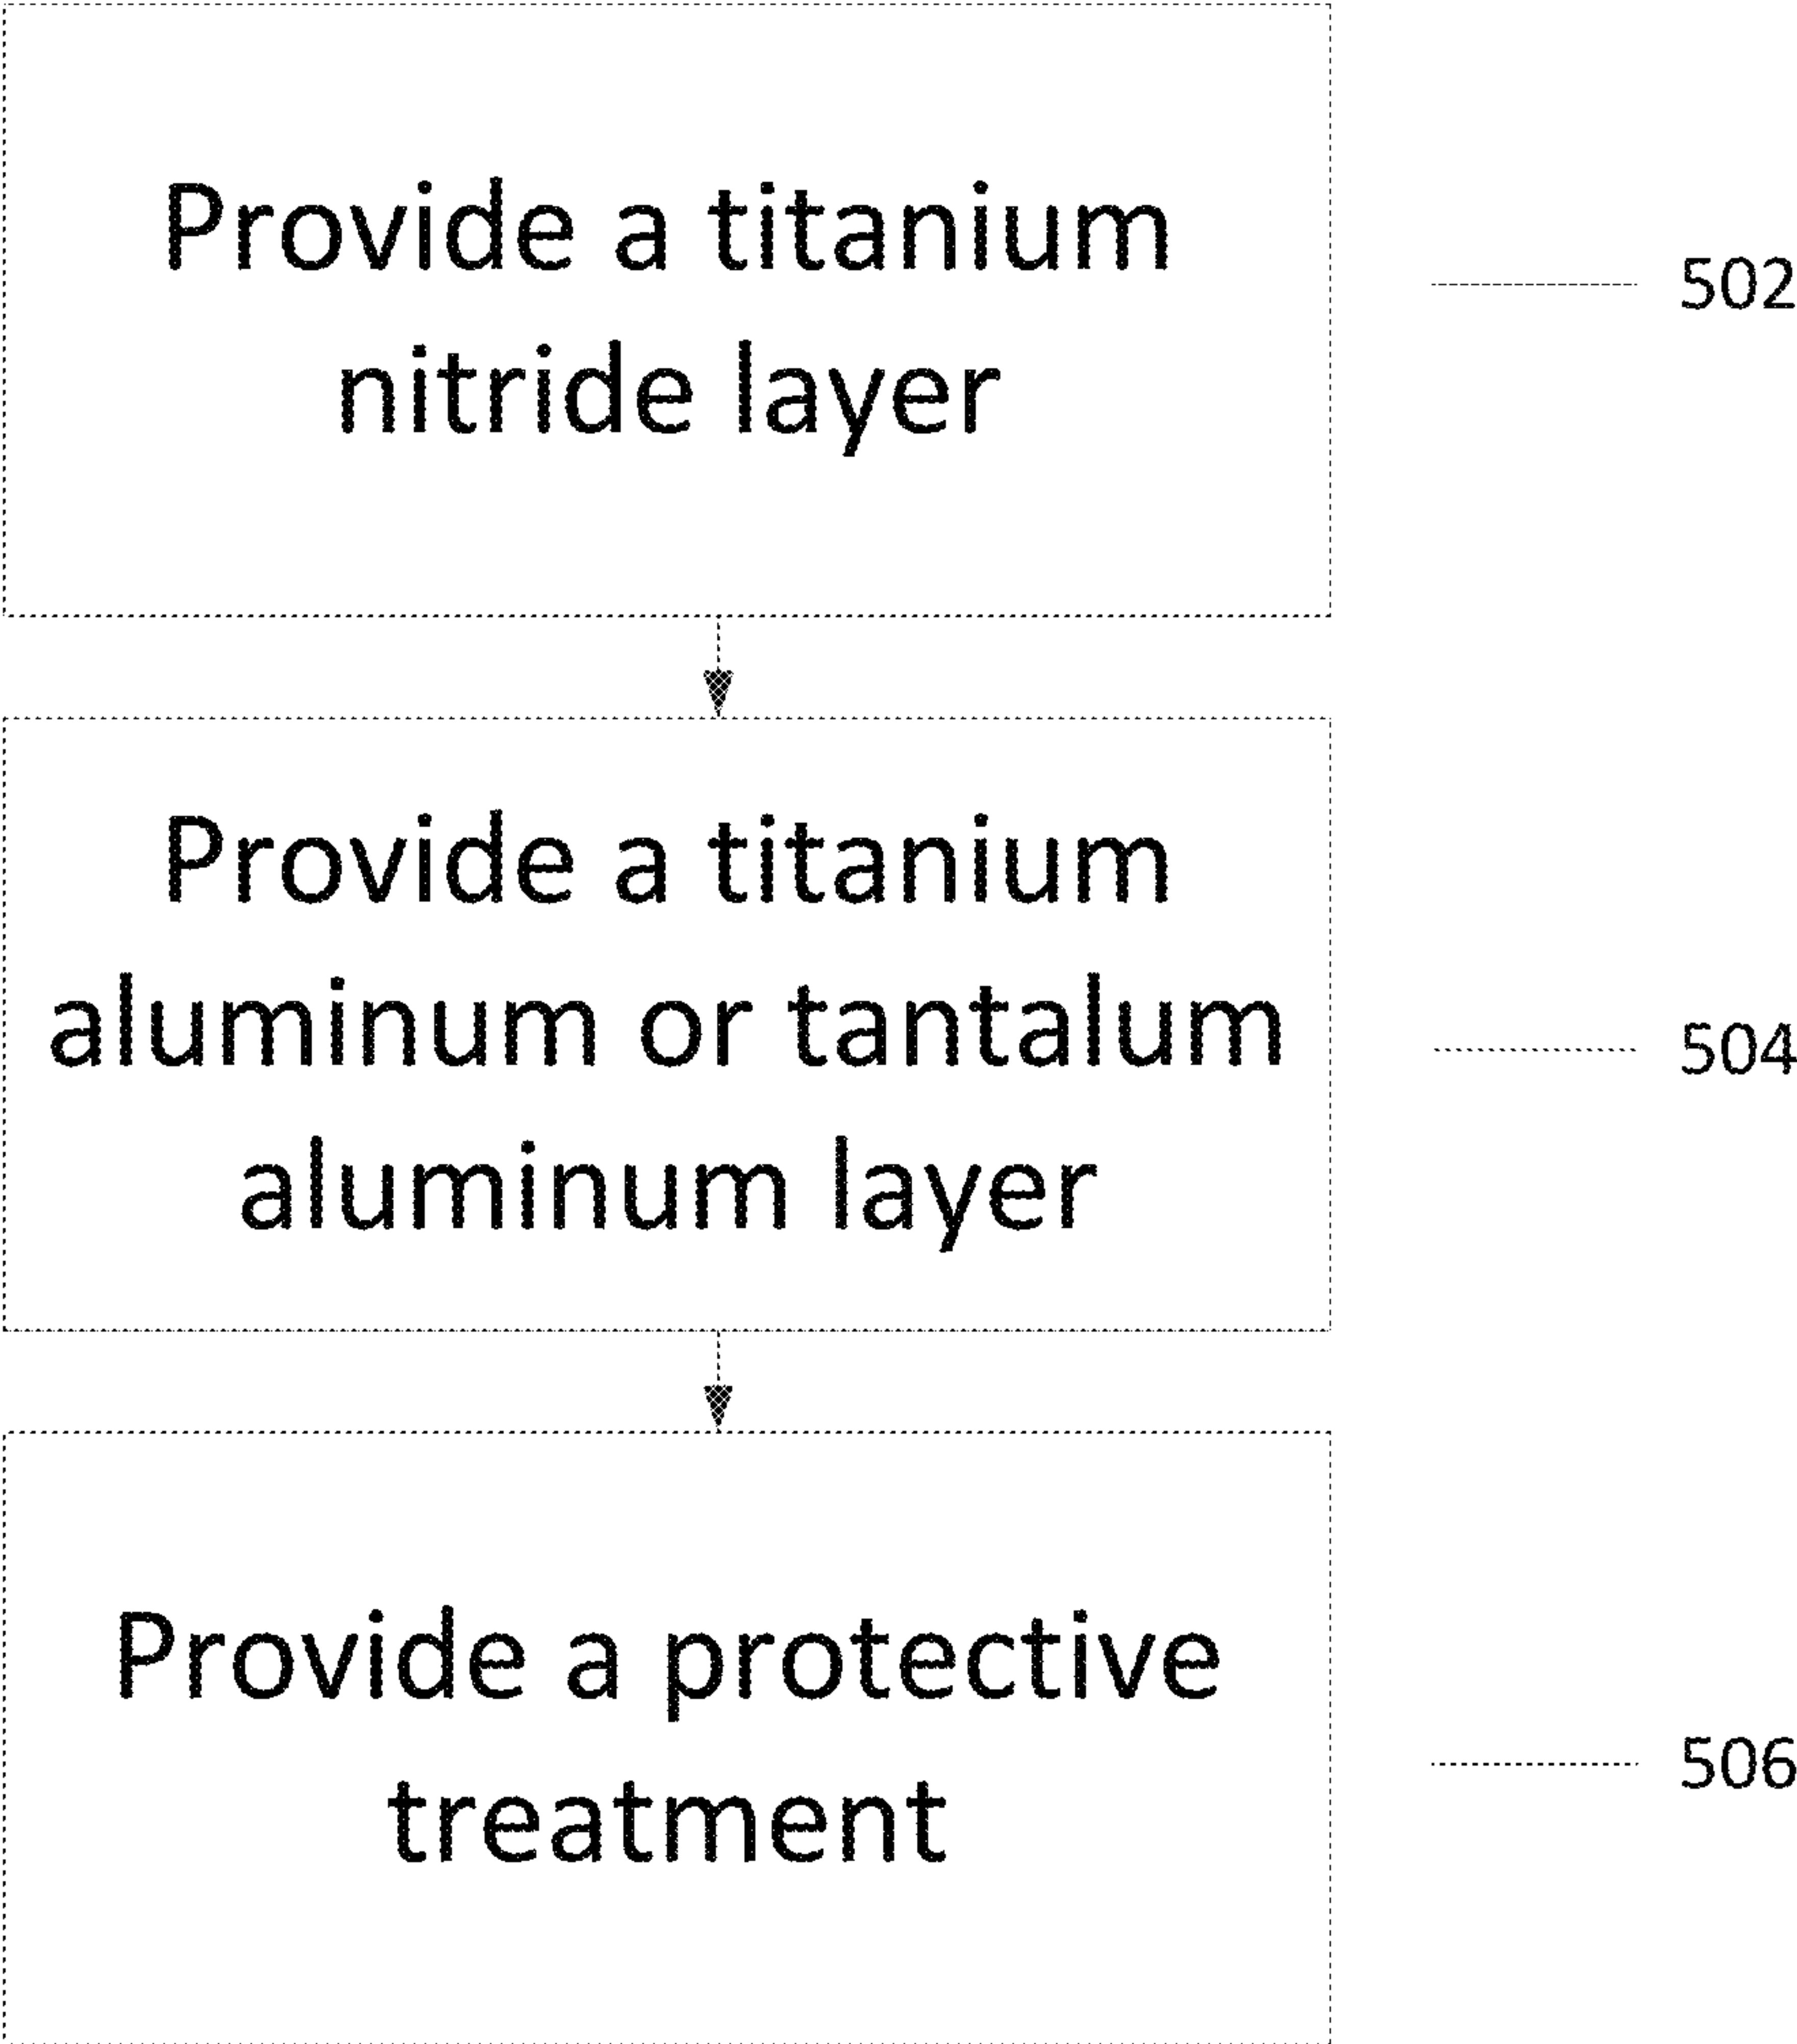 Provide a titanium
nitride layer
502
Provide a titanium
aluminum or tantalum
aluminum layer
504
Provide a protective
treatment
506